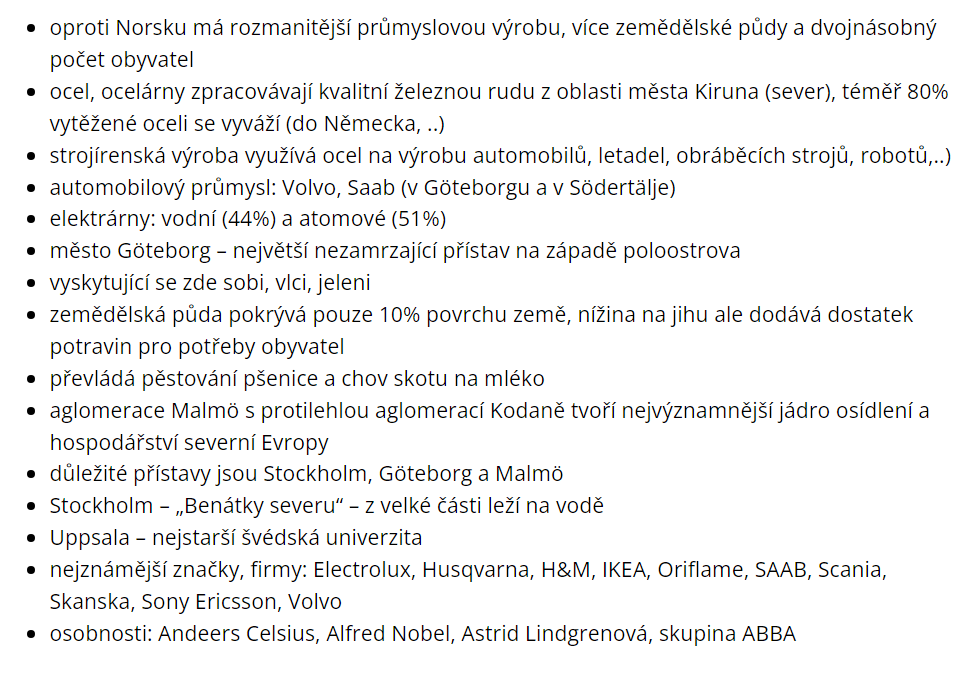 • oproti Norsku má rozmanitější průmyslovou výrobu, více zemědělské půdy a dvojnásobný
počet obyvatel
• ocel, ocelárny zpracovávají kvalitní železnou rudu z oblasti města Kiruna (sever), téměř 80%
vytěžené oceli se vyváží (do Německa, ..)
• strojírenská výroba využívá ocel na výrobu automobilů, letadel, obráběcích strojů, robotů,..)
• automobilový průmysl: Volvo, Saab (v Göteborgu a v Södertälje)
• elektrárny: vodní (44%) a atomové (51%)
• město Göteborg – největší nezamrzající přístav na západě poloostrova
• vyskytující se zde sobi, vlci, jeleni
• zemědělská půda pokrývá pouze 10% povrchu země, nížina na jihu ale dodává dostatek
potravin pro potřeby obyvatel
• převládá pěstování pšenice a chov skotu na mléko
• aglomerace Malmö s protilehlou aglomerací Kodaně tvoří nejvýznamnější jádro osídlení a
hospodářství severní Evropy
• důležité přístavy jsou Stockholm, Göteborg a Malmö
• Stockholm – „Benátky severu“ – z velké části leží na vodě
• Uppsala – nejstarší švédská univerzita
• nejznámější značky, firmy: Electrolux, Husqvarna, H&M, IKEA, Oriflame, SAAB, Scania,
Skanska, Sony Ericsson, Volvo
• osobnosti: Andeers Celsius, Alfred Nobel, Astrid Lindgrenová, skupina ABBA